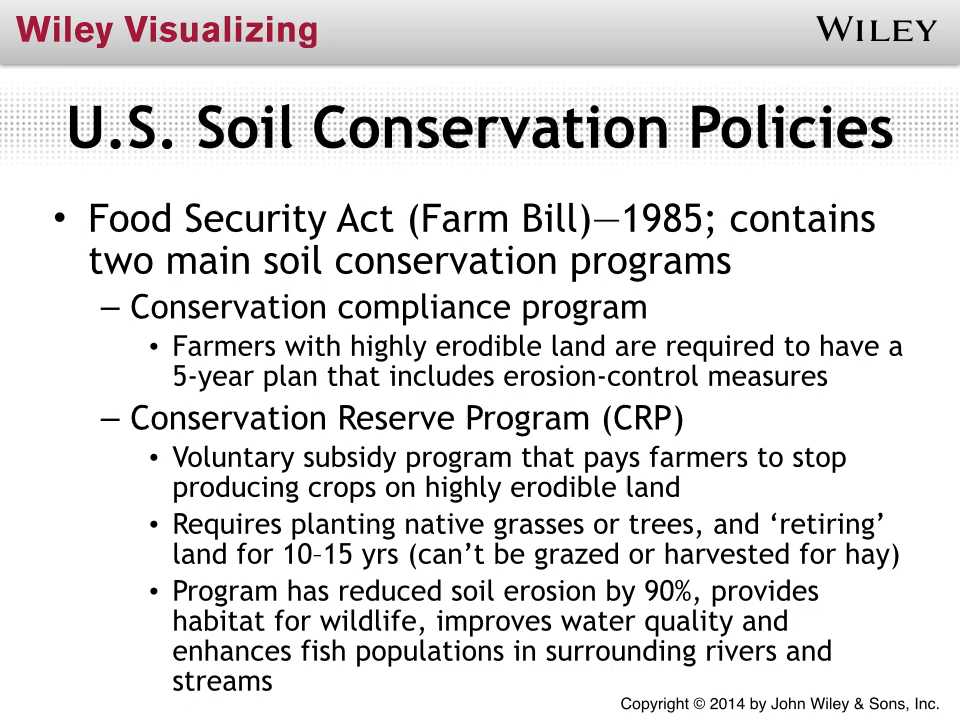 Wiley Visualizing
WILEY
U.S. Soil Conservation Policies
• Food Security Act (Farm Bill)—1985; contains
two main soil conservation programs
– Conservation compliance program
• Farmers with highly erodible land are required to have a
5-year plan that includes erosion-control measures
– Conservation Reserve Program (CRP)
• Voluntary subsidy program that pays farmers to stop
producing crops on highly erodible land
• Requires planting native grasses or trees, and ‘retiring’
land for 10–15 yrs (can’t be grazed or harvested for hay)
• Program has reduced soil erosion by 90%, provides
habitat for wildlife, improves water quality and
enhances fish populations in surrounding rivers and
streams
Copyright © 2014 by John Wiley & Sons, Inc.